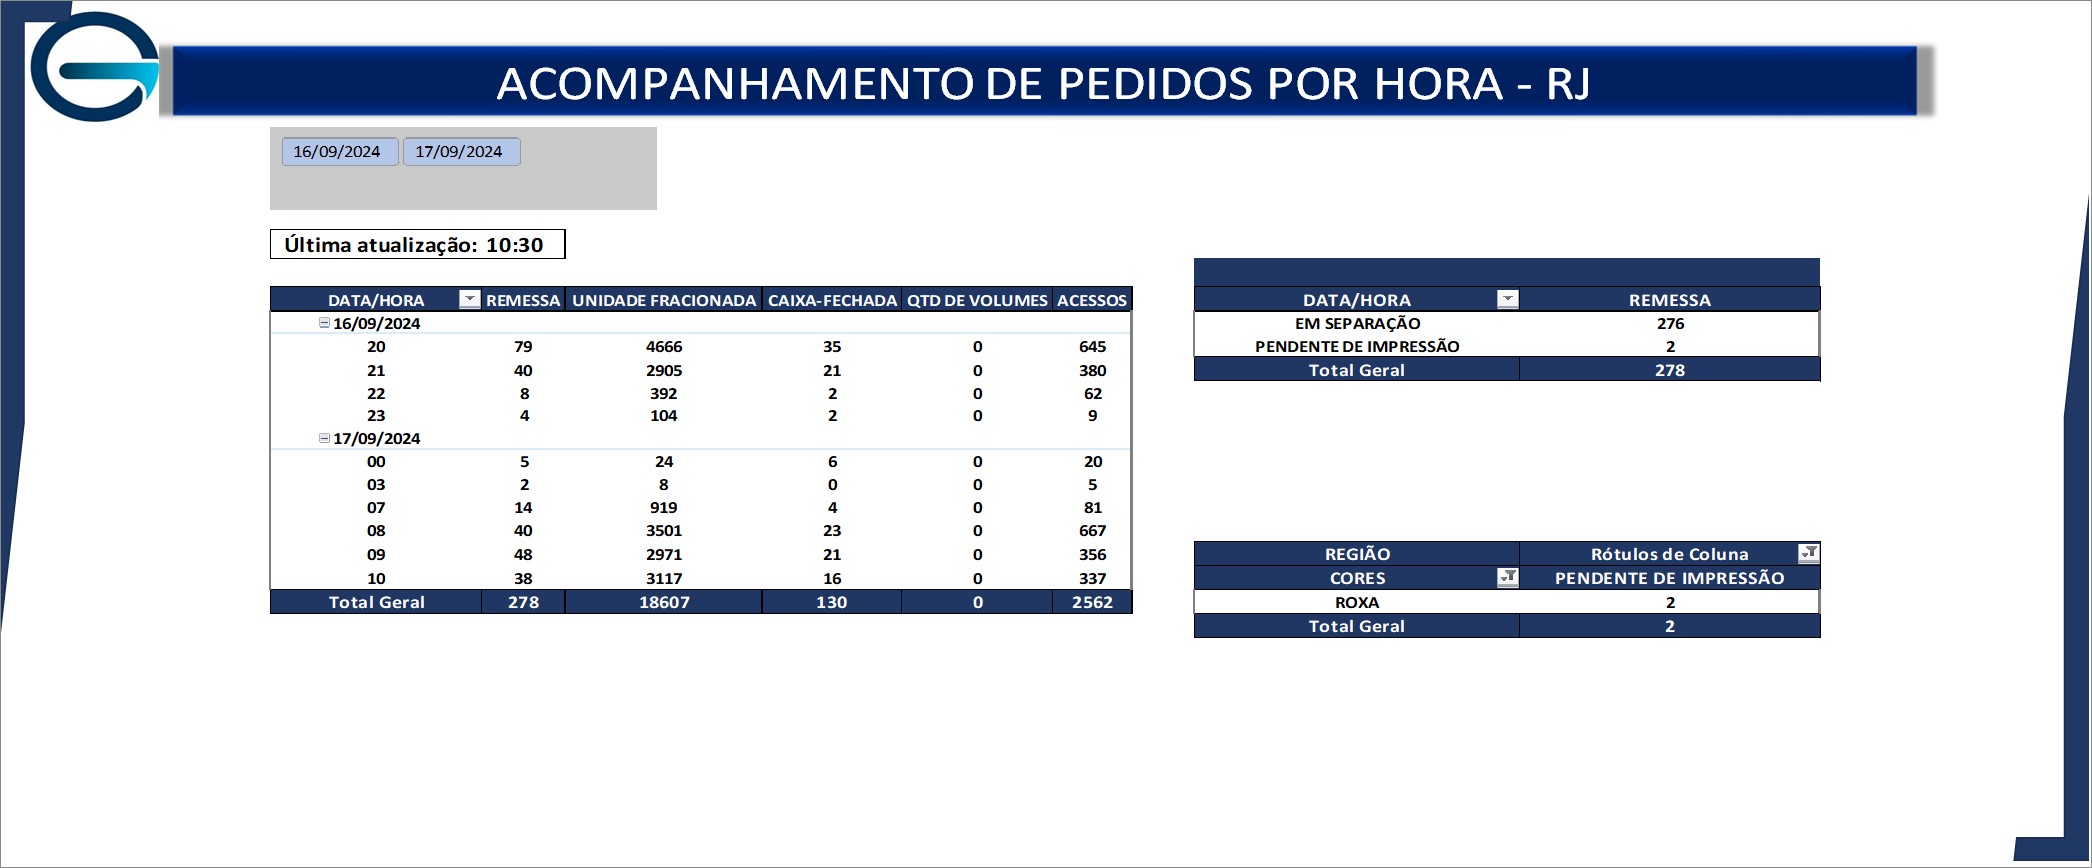 ACOMPANHAMENTO DE PEDIDOS POR HORA - RJ
16/09/2024 17/09/2024
Última atualização: 10:30
DATA/HORA REMESSA UNIDADE FRACIONADA CAIXA-FECHADA QTD DE VOLUMES ACESSOS
16/09/2024
20 79 4666 35 0 645
21 40 2905 21 0 380
22 8 392 2 0 62
23 4 104 2 0 9
17/09/2024
00 5 24 6 0 20
03 2 8 0 0 5
07 14 919 4 0 81
08 40 3501 23 0 667
09 48 2971 21 0 356
10 38 3117 16 0 337
Total Geral 278 18607 130 0 2562
DATA/HORA REMESSA
EM SEPARAÇÃO 276
PENDENTE DE IMPRESSÃO 2
Total Geral 278
REGIÃO Rótulos de Coluna
CORES PENDENTE DE IMPRESSÃO
ROXA 2
Total Geral 2